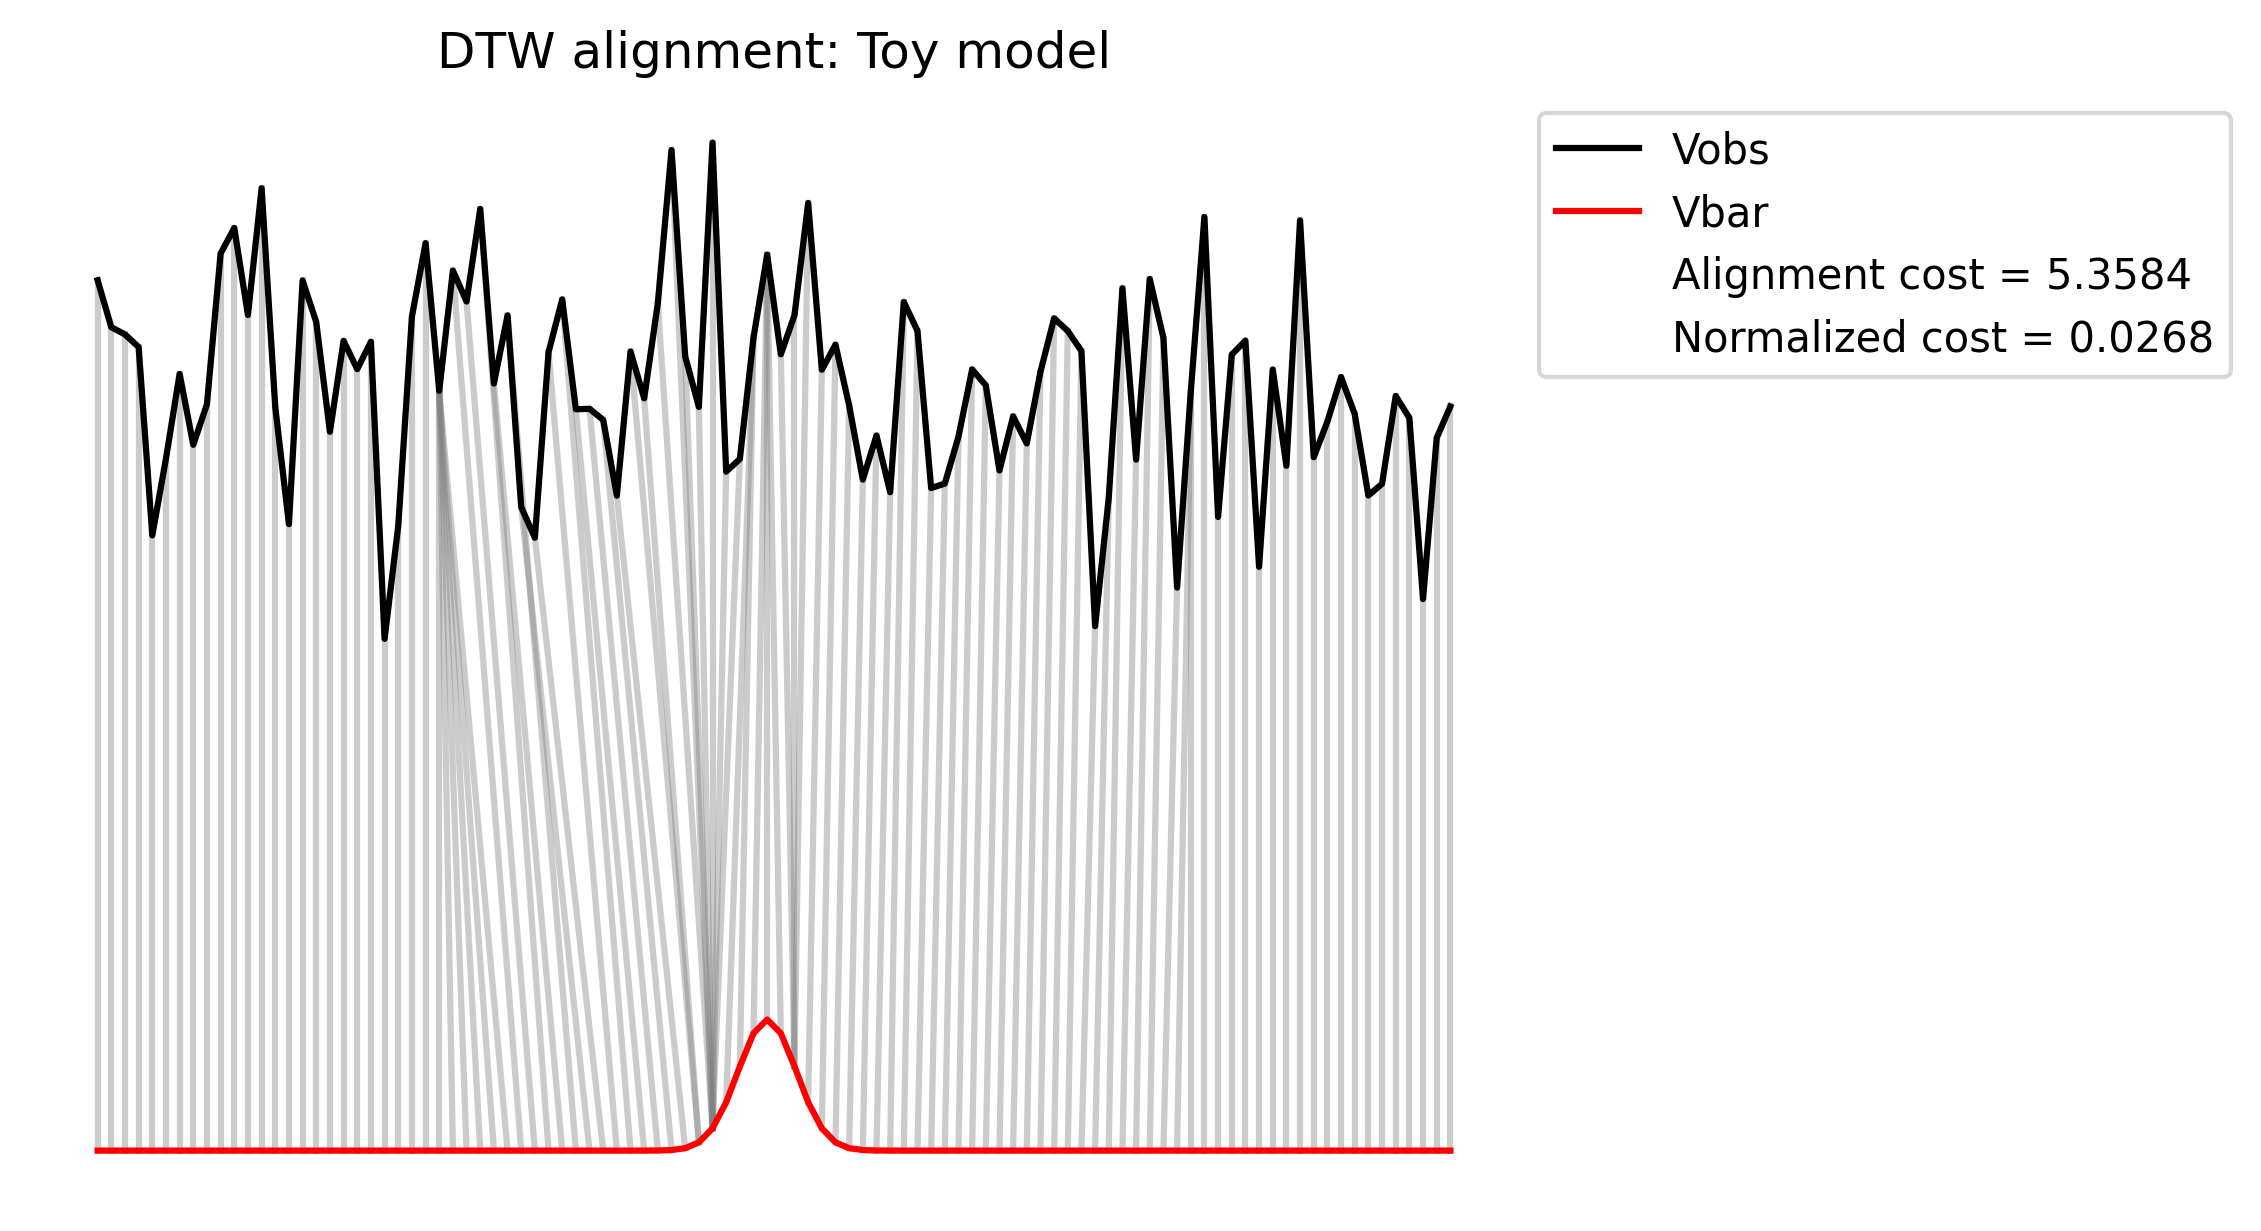 DTW alignment: Toy model
Vobs
Vbar
Alignment cost = 5.3584
Normalized cost = 0.0268